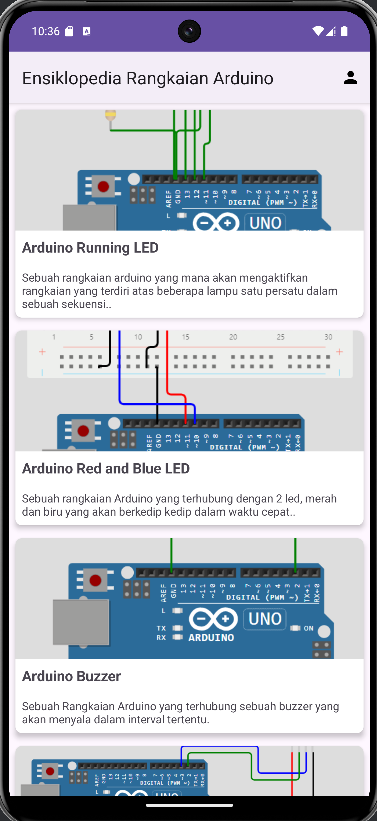 10:36
Ensiklopedia Rangkaian Arduino
AREF
GND
13
12
~11
~10
~9
8
7
~6
~5
4
~3
2
TX→1
RX←0
DIGITAL (PWM ~)
L
UNO
Arduino Running LED
Sebuah rangkaian arduino yang mana akan mengaktifkan
rangkaian yang terdiri atas beberapa lampu satu persatu dalam
sebuah sekuensi..
1 5 10 15 20 25 30
AREF
GND
13
12
~11
~10
~9
8
7
~6
~5
4
~3
2
TX→1
RX←0
Arduino Red and Blue LED
Sebuah rangkaian Arduino yang terhubung dengan 2 led, merah
dan biru yang akan berkedip kedip dalam waktu cepat..
AREF
GND
13
12
~11
~10
~9
8
7
~6
~5
4
~3
2
TX→1
RX←0
DIGITAL (PWM ~)
L
UNO
TX
RX
ARDUINO
ON
Arduino Buzzer
Sebuah Rangkaian Arduino yang terhubung sebuah buzzer yang
akan menyala dalam interval tertentu.
DIGITAL (PWM ~)
L
UNO